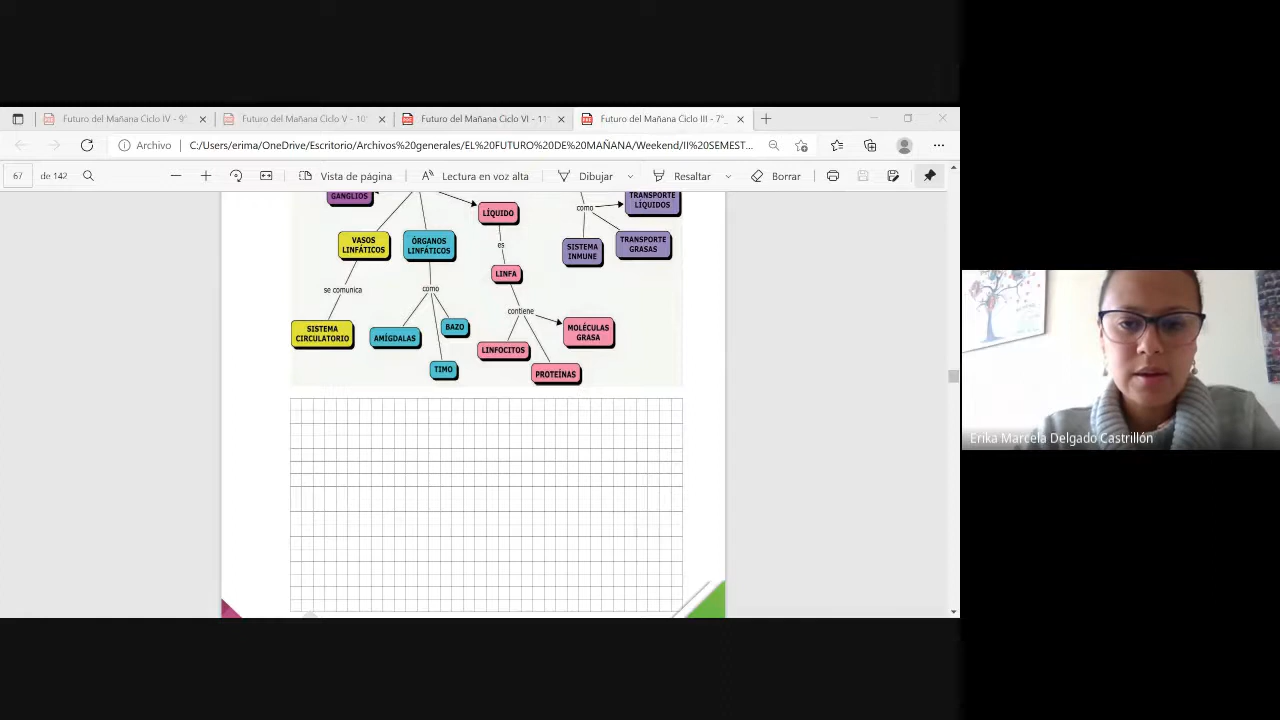 Futuro del Mañana Ciclo IV - 9°
Futuro del Mañana Ciclo V - 10°
Futuro del Mañana Ciclo VI - 11°
Futuro del Mañana Ciclo III - 7°_
Archivo
C:/Users/erima/OneDrive/Escritorio/Archivos%20generales/EL%20FUTURO%20DE%20MAÑANA/Weekend/II%20SEMEST...
67
de 142
Vista de página
Lectura en voz alta
Dibujar
Resaltar
Borrar
GANGLIOS
LÍQUIDO
como
TRANSPORTE
LÍQUIDOS
VASOS
LINFÁTICOS
ÓRGANOS
LINFÁTICOS
es
SISTEMA
INMUNE
TRANSPORTE
GRASAS
LINFA
se comunica
como
contiene
SISTEMA
CIRCULATORIO
AMÍGDALAS
BAZO
MOLÉCULAS
GRASA
LINFOCITOS
TIMO
PROTEÍNAS
Erika Marcela Delgado Castrillón